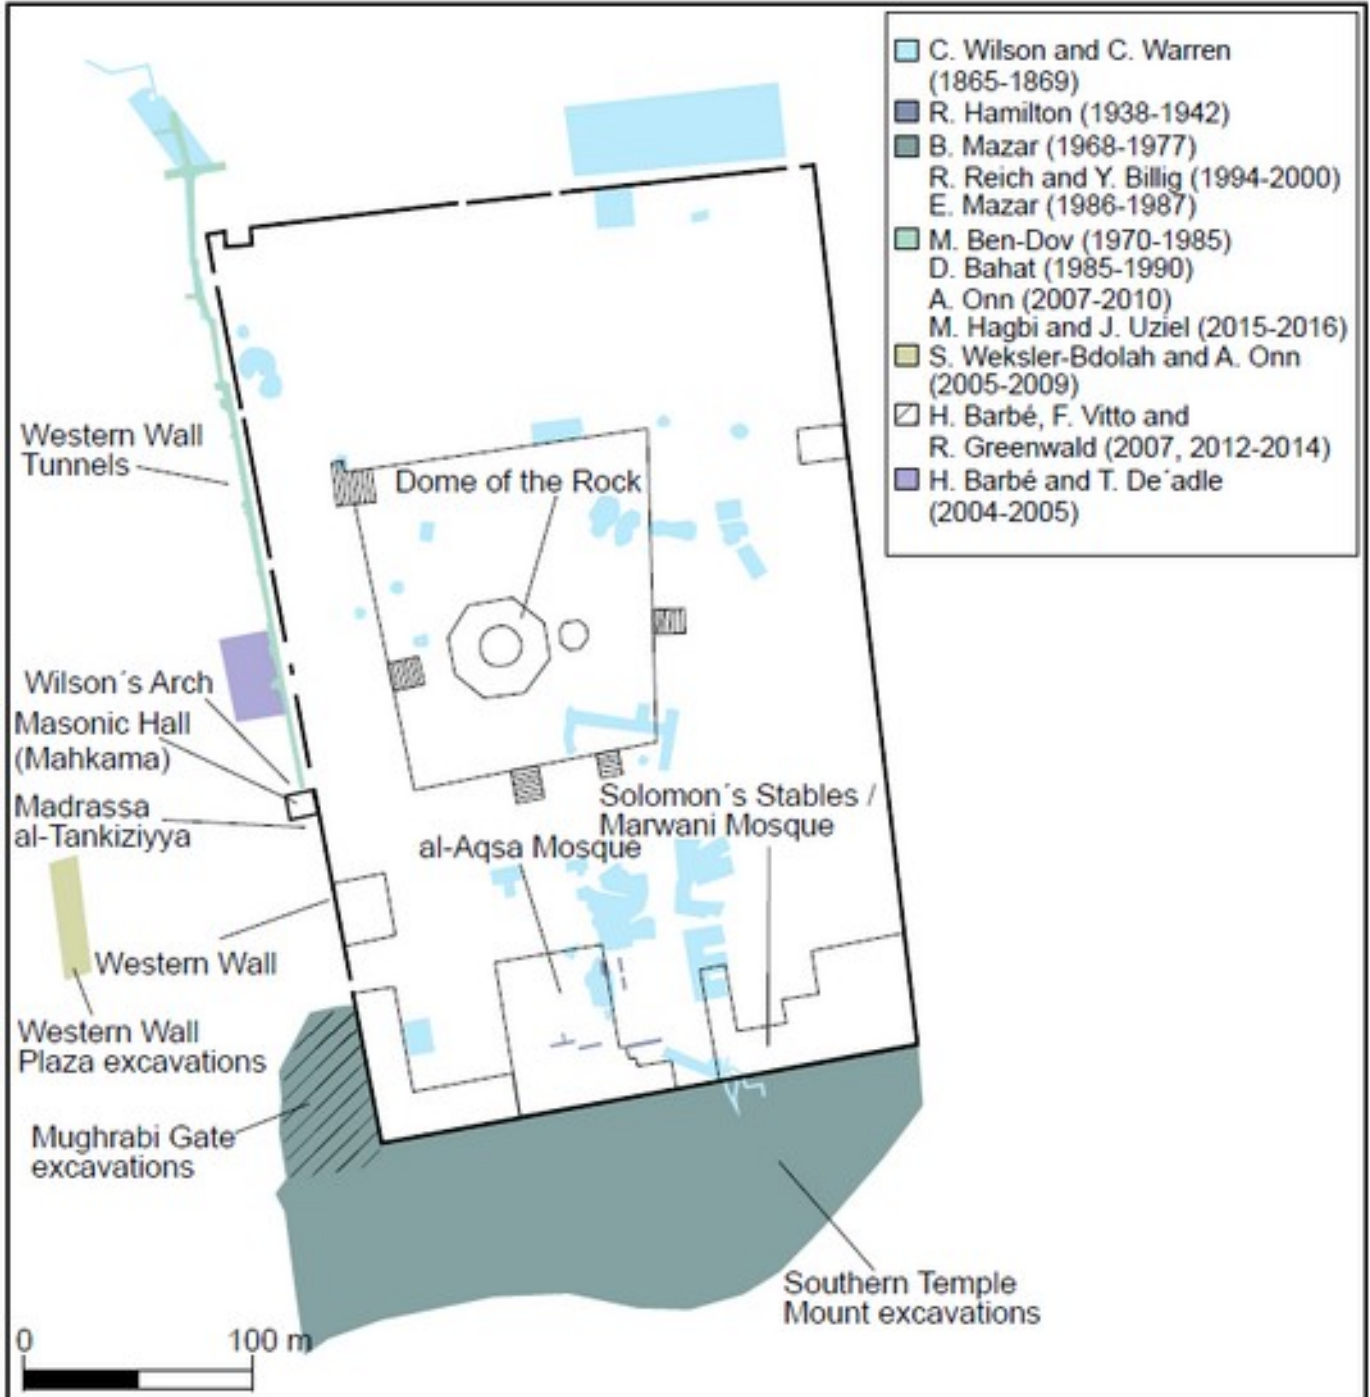 C. Wilson and C. Warren
(1865-1869)
R. Hamilton (1938-1942)
B. Mazar (1968-1977)
R. Reich and Y. Billig (1994-2000)
E. Mazar (1986-1987)
M. Ben-Dov (1970-1985)
D. Bahat (1985-1990)
A. Onn (2007-2010)
M. Hagbi and J. Uziel (2015-2016)
S. Weksler-Bdolah and A. Onn
(2005-2009)
H. Barbé, F. Vitto and
R. Greenwald (2007, 2012-2014)
H. Barbé and T. De´adle
(2004-2005)
Western Wall
Tunnels
Dome of the Rock
Wilson´s Arch
Masonic Hall
(Mahkama)
Madrassa
al-Tankiziyya
Solomon´s Stables /
Marwani Mosque
al-Aqsa Mosque
Western Wall
Western Wall
Plaza excavations
Mughrabi Gate
excavations
Southern Temple
Mount excavations
0 100 m